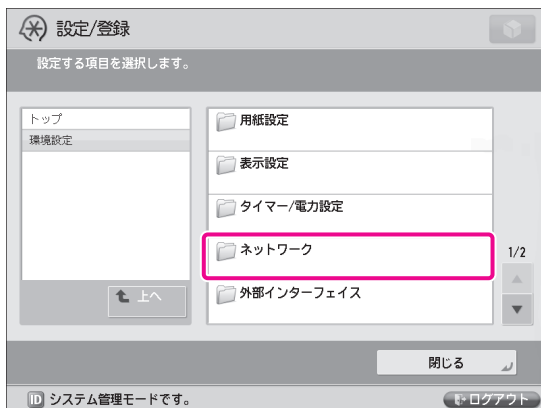 設定/登録
設定する項目を選択します。
トップ
環境設定
上へ
用紙設定
表示設定
タイマー/電力設定
ネットワーク
外部インターフェイス
1/2
閉じる
ID システム管理モードです。
ログアウト